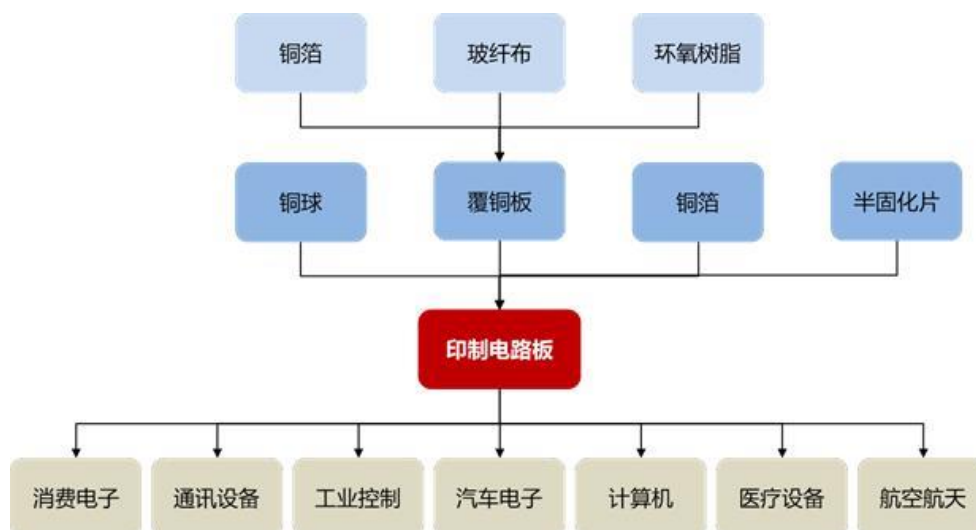 铜箔
玻纤布
环氧树脂
铜球
覆铜板
铜箔
半固化片
印制电路板
消费电子
通讯设备
工业控制
汽车电子
计算机
医疗设备
航空航天